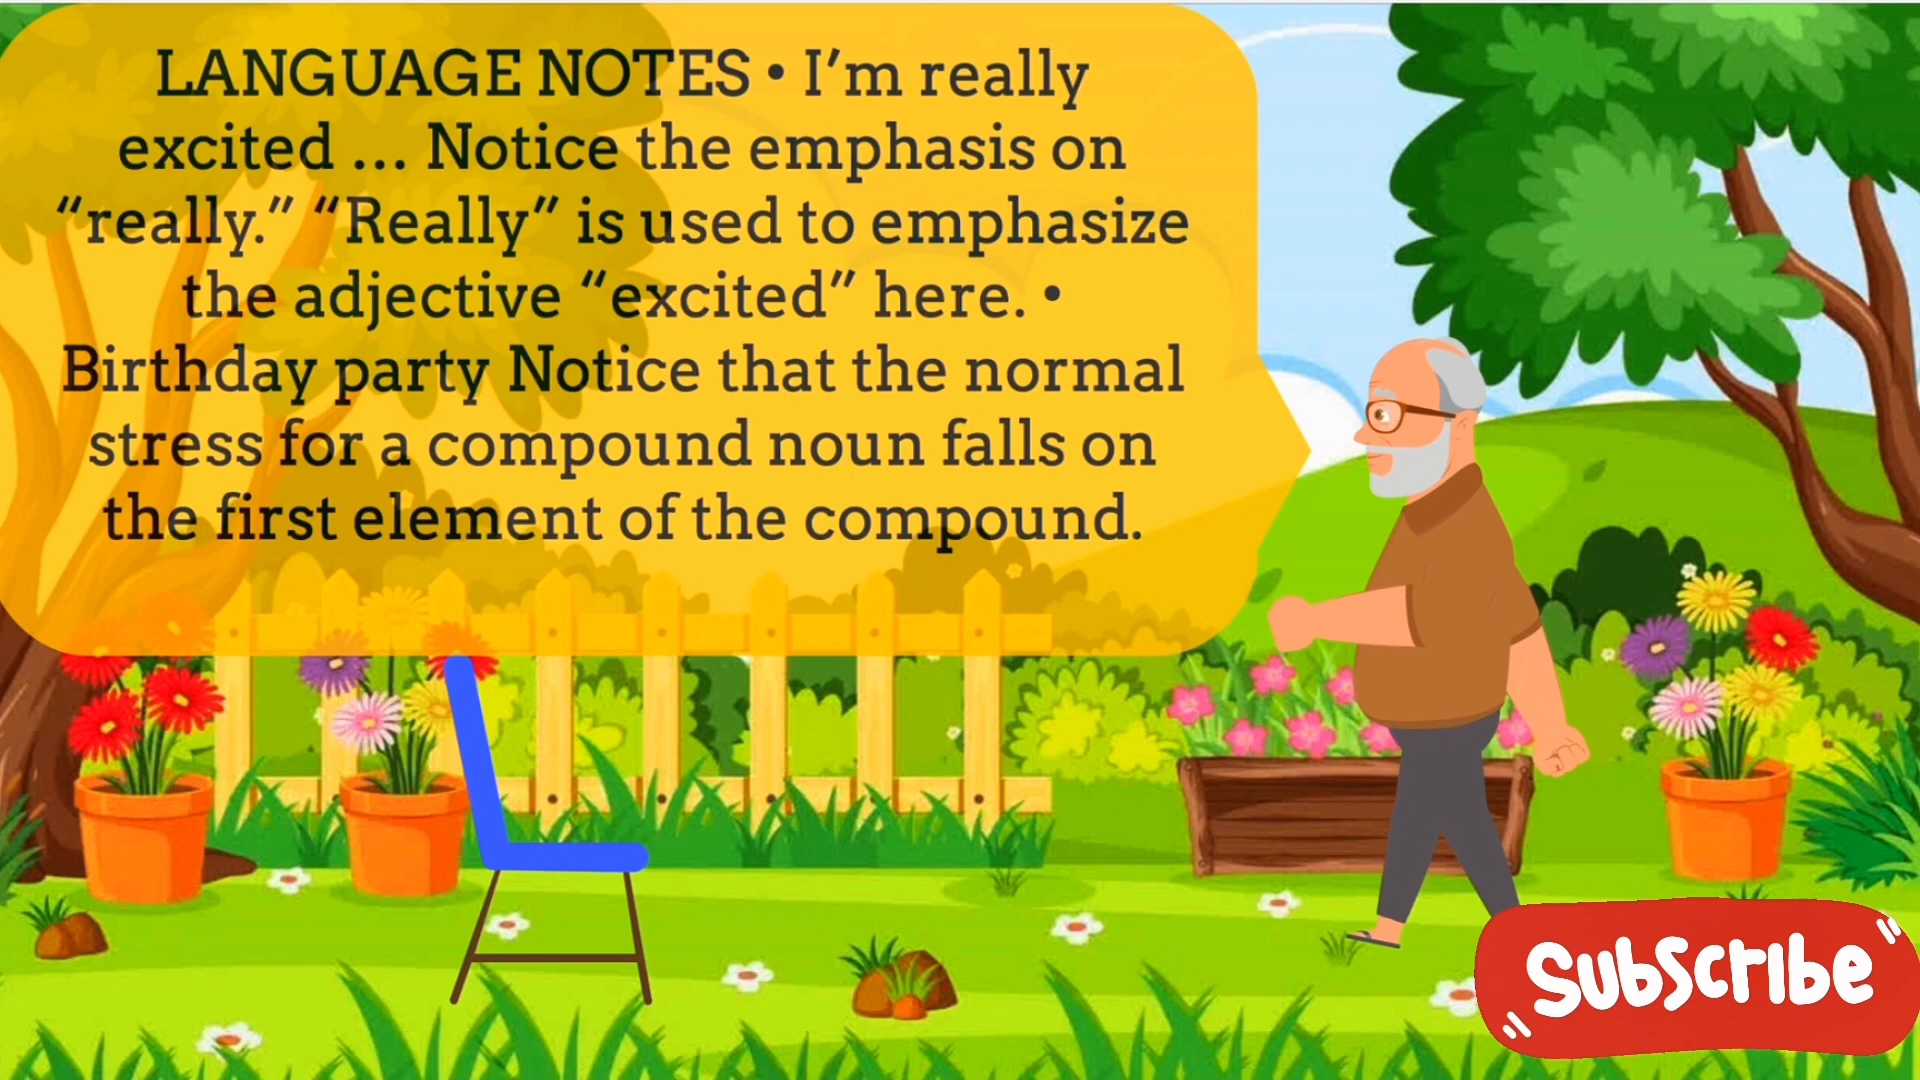 LANGUAGE NOTES • I’m really
excited ... Notice the emphasis on
“really.” “Really” is used to emphasize
the adjective “excited” here. •
Birthday party Notice that the normal
stress for a compound noun falls on
the first element of the compound.
SubScrIbe